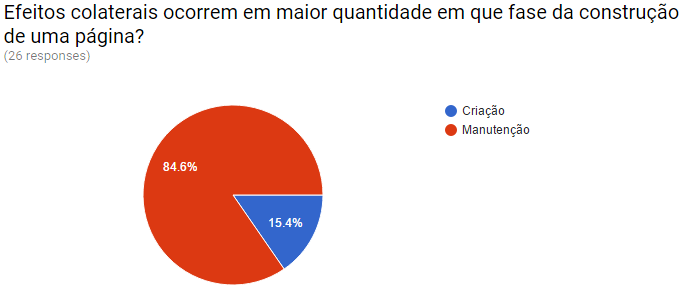 Efeitos colaterais ocorrem em maior quantidade em que fase da construção
de uma página?
(26 responses)
Criação
Manutenção
84.6%
15.4%